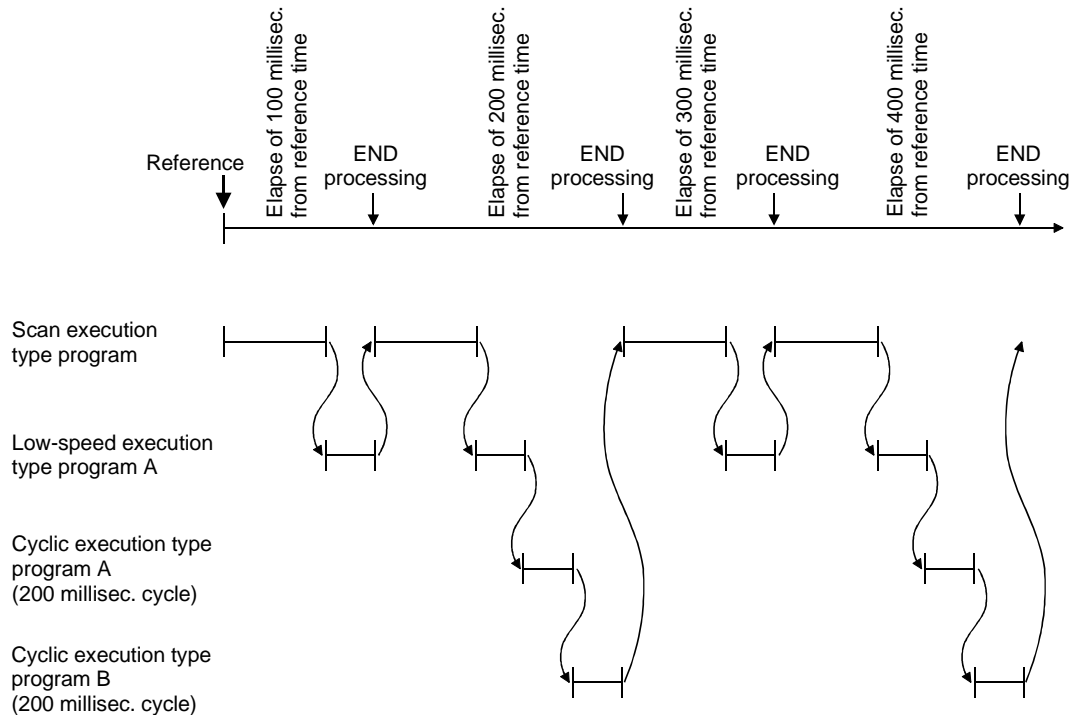 Elapse of 100 millisec.
from reference time
Elapse of 200 millisec.
from reference time
Elapse of 300 millisec.
from reference time
Elapse of 400 millisec.
from reference time
Reference
END
processing
END
processing
END
processing
END
processing
Scan execution
type program
Low-speed execution
type program A
Cyclic execution type
program A
(200 millisec. cycle)
Cyclic execution type
program B
(200 millisec. cycle)